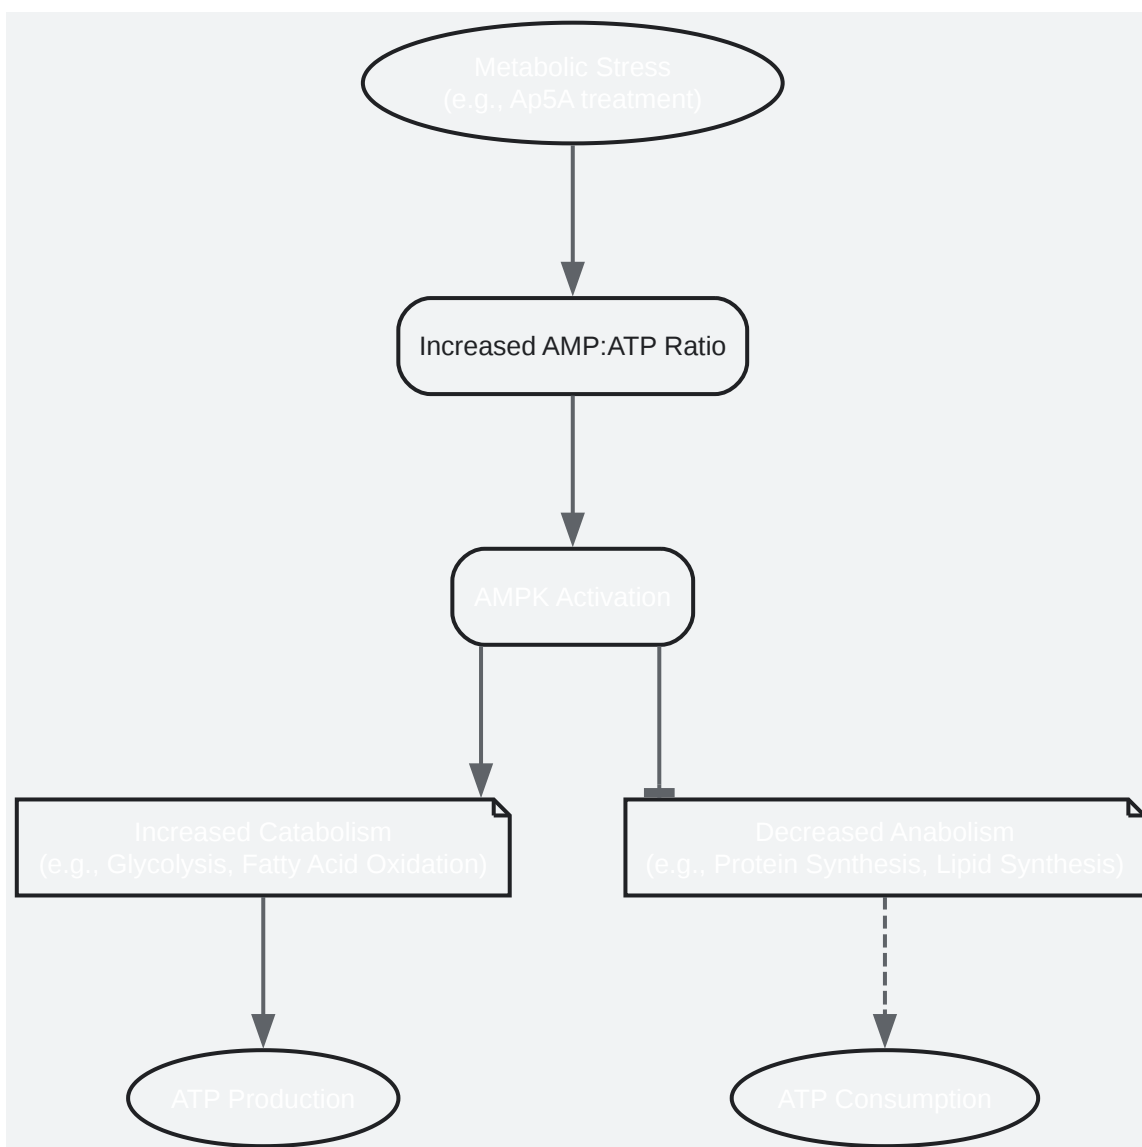 Metabolic Stress
(e.g., Ap5A treatment)
Increased AMP:ATP Ratio
AMPK Activation
Increased Catabolism
(e.g., Glycolysis, Fatty Acid Oxidation)
Decreased Anabolism
(e.g., Protein Synthesis, Lipid Synthesis)
ATP Production
ATP Consumption